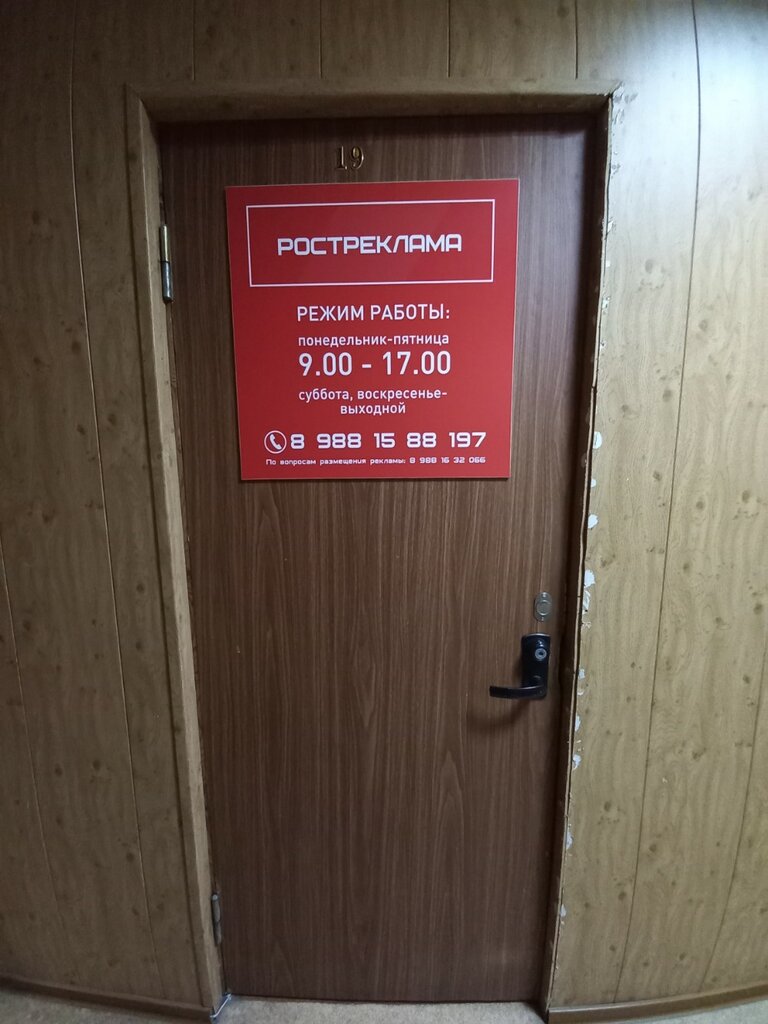 19
РОСТРЕКЛАМА
РЕЖИМ РАБОТЫ:
понедельник-пятница
9.00 - 17.00
суббота, воскресенье-
выходной
8 988 15 88 197
По вопросам размещения рекламы: 8 988 16 32 066